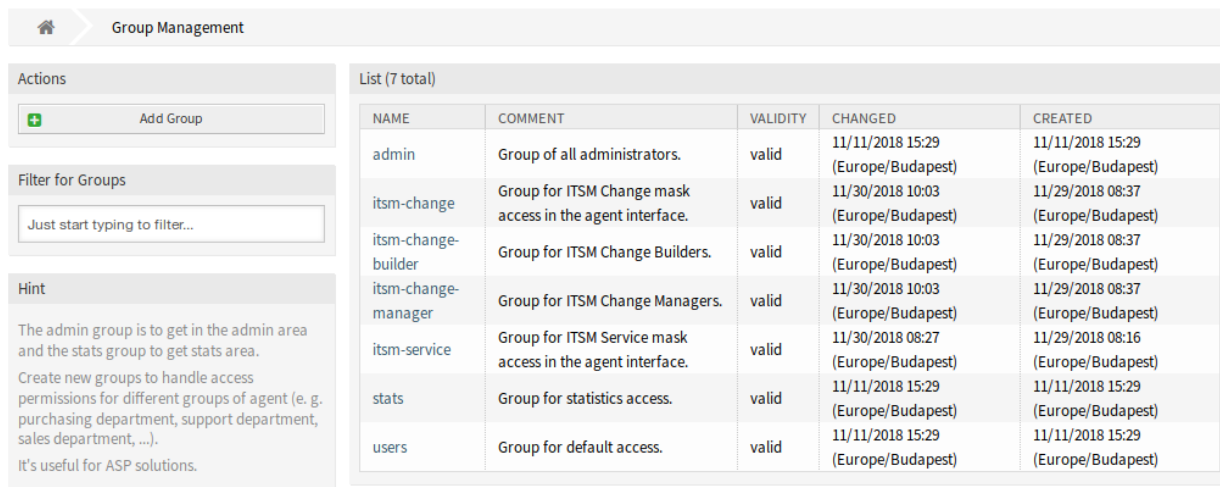 Group Management
Actions
Add Group
Filter for Groups
Just start typing to filter...
Hint
The admin group is to get in the admin area
and the stats group to get stats area.
Create new groups to handle access
permissions for different groups of agent (e. g.
purchasing department, support department,
sales department, ...).
It's useful for ASP solutions.
List (7 total)
NAME COMMENT VALIDITY CHANGED CREATED
admin Group of all administrators. valid 11/11/2018 15:29 (Europe/Budapest) 11/11/2018 15:29 (Europe/Budapest)
itsm-change Group for ITSM Change mask access in the agent interface. valid 11/30/2018 10:03 (Europe/Budapest) 11/29/2018 08:37 (Europe/Budapest)
itsm-change-builder Group for ITSM Change Builders. valid 11/30/2018 10:03 (Europe/Budapest) 11/29/2018 08:37 (Europe/Budapest)
itsm-change-manager Group for ITSM Change Managers. valid 11/30/2018 10:03 (Europe/Budapest) 11/29/2018 08:37 (Europe/Budapest)
itsm-service Group for ITSM Service mask access in the agent interface. valid 11/30/2018 08:27 (Europe/Budapest) 11/29/2018 08:16 (Europe/Budapest)
stats Group for statistics access. valid 11/11/2018 15:29 (Europe/Budapest) 11/11/2018 15:29 (Europe/Budapest)
users Group for default access. valid 11/11/2018 15:29 (Europe/Budapest) 11/11/2018 15:29 (Europe/Budapest)